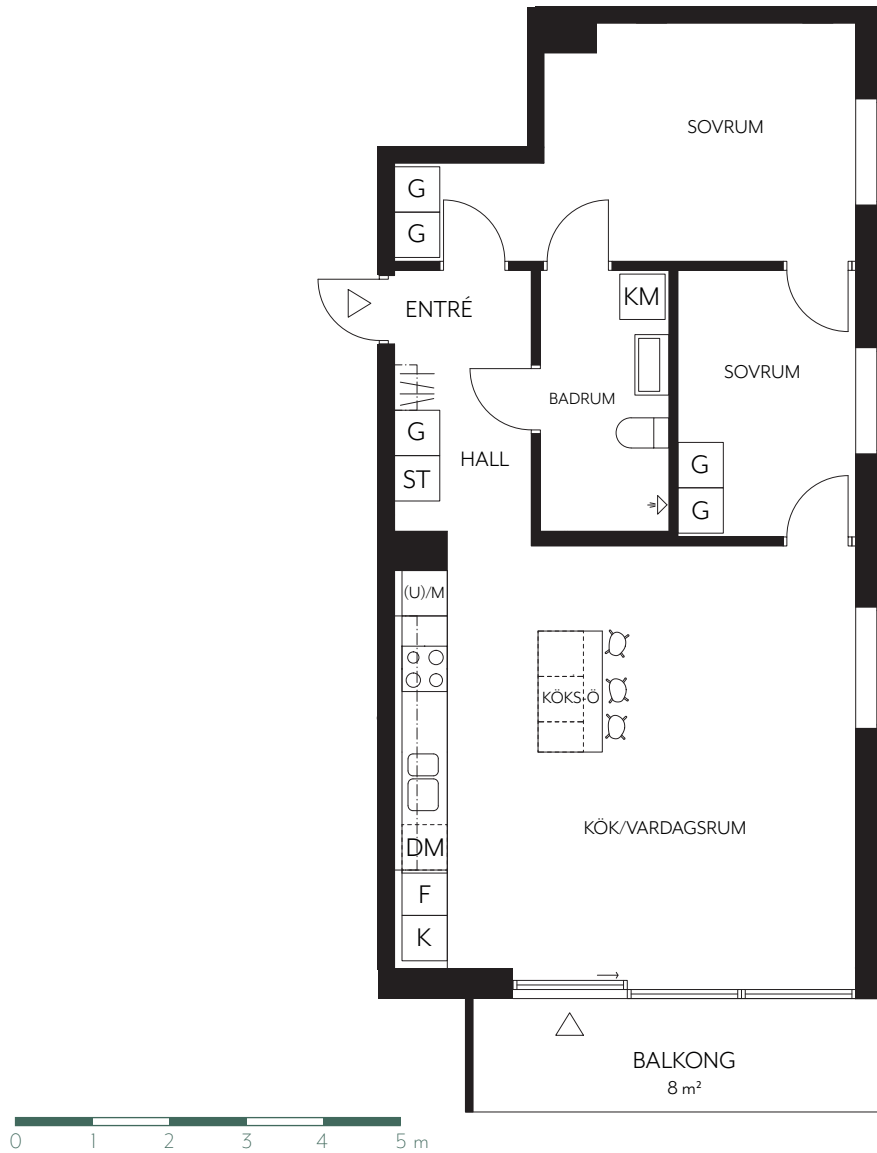 SOVRUM
G
G
ENTRÉ
KM
SOVRUM
BADRUM
G
HALL
G
ST
G
(U)/M
KÖKS-Ö
KÖK/VARDAGSRUM
DM
F
K
BALKONG
8 m²
0 1 2 3 4 5 m